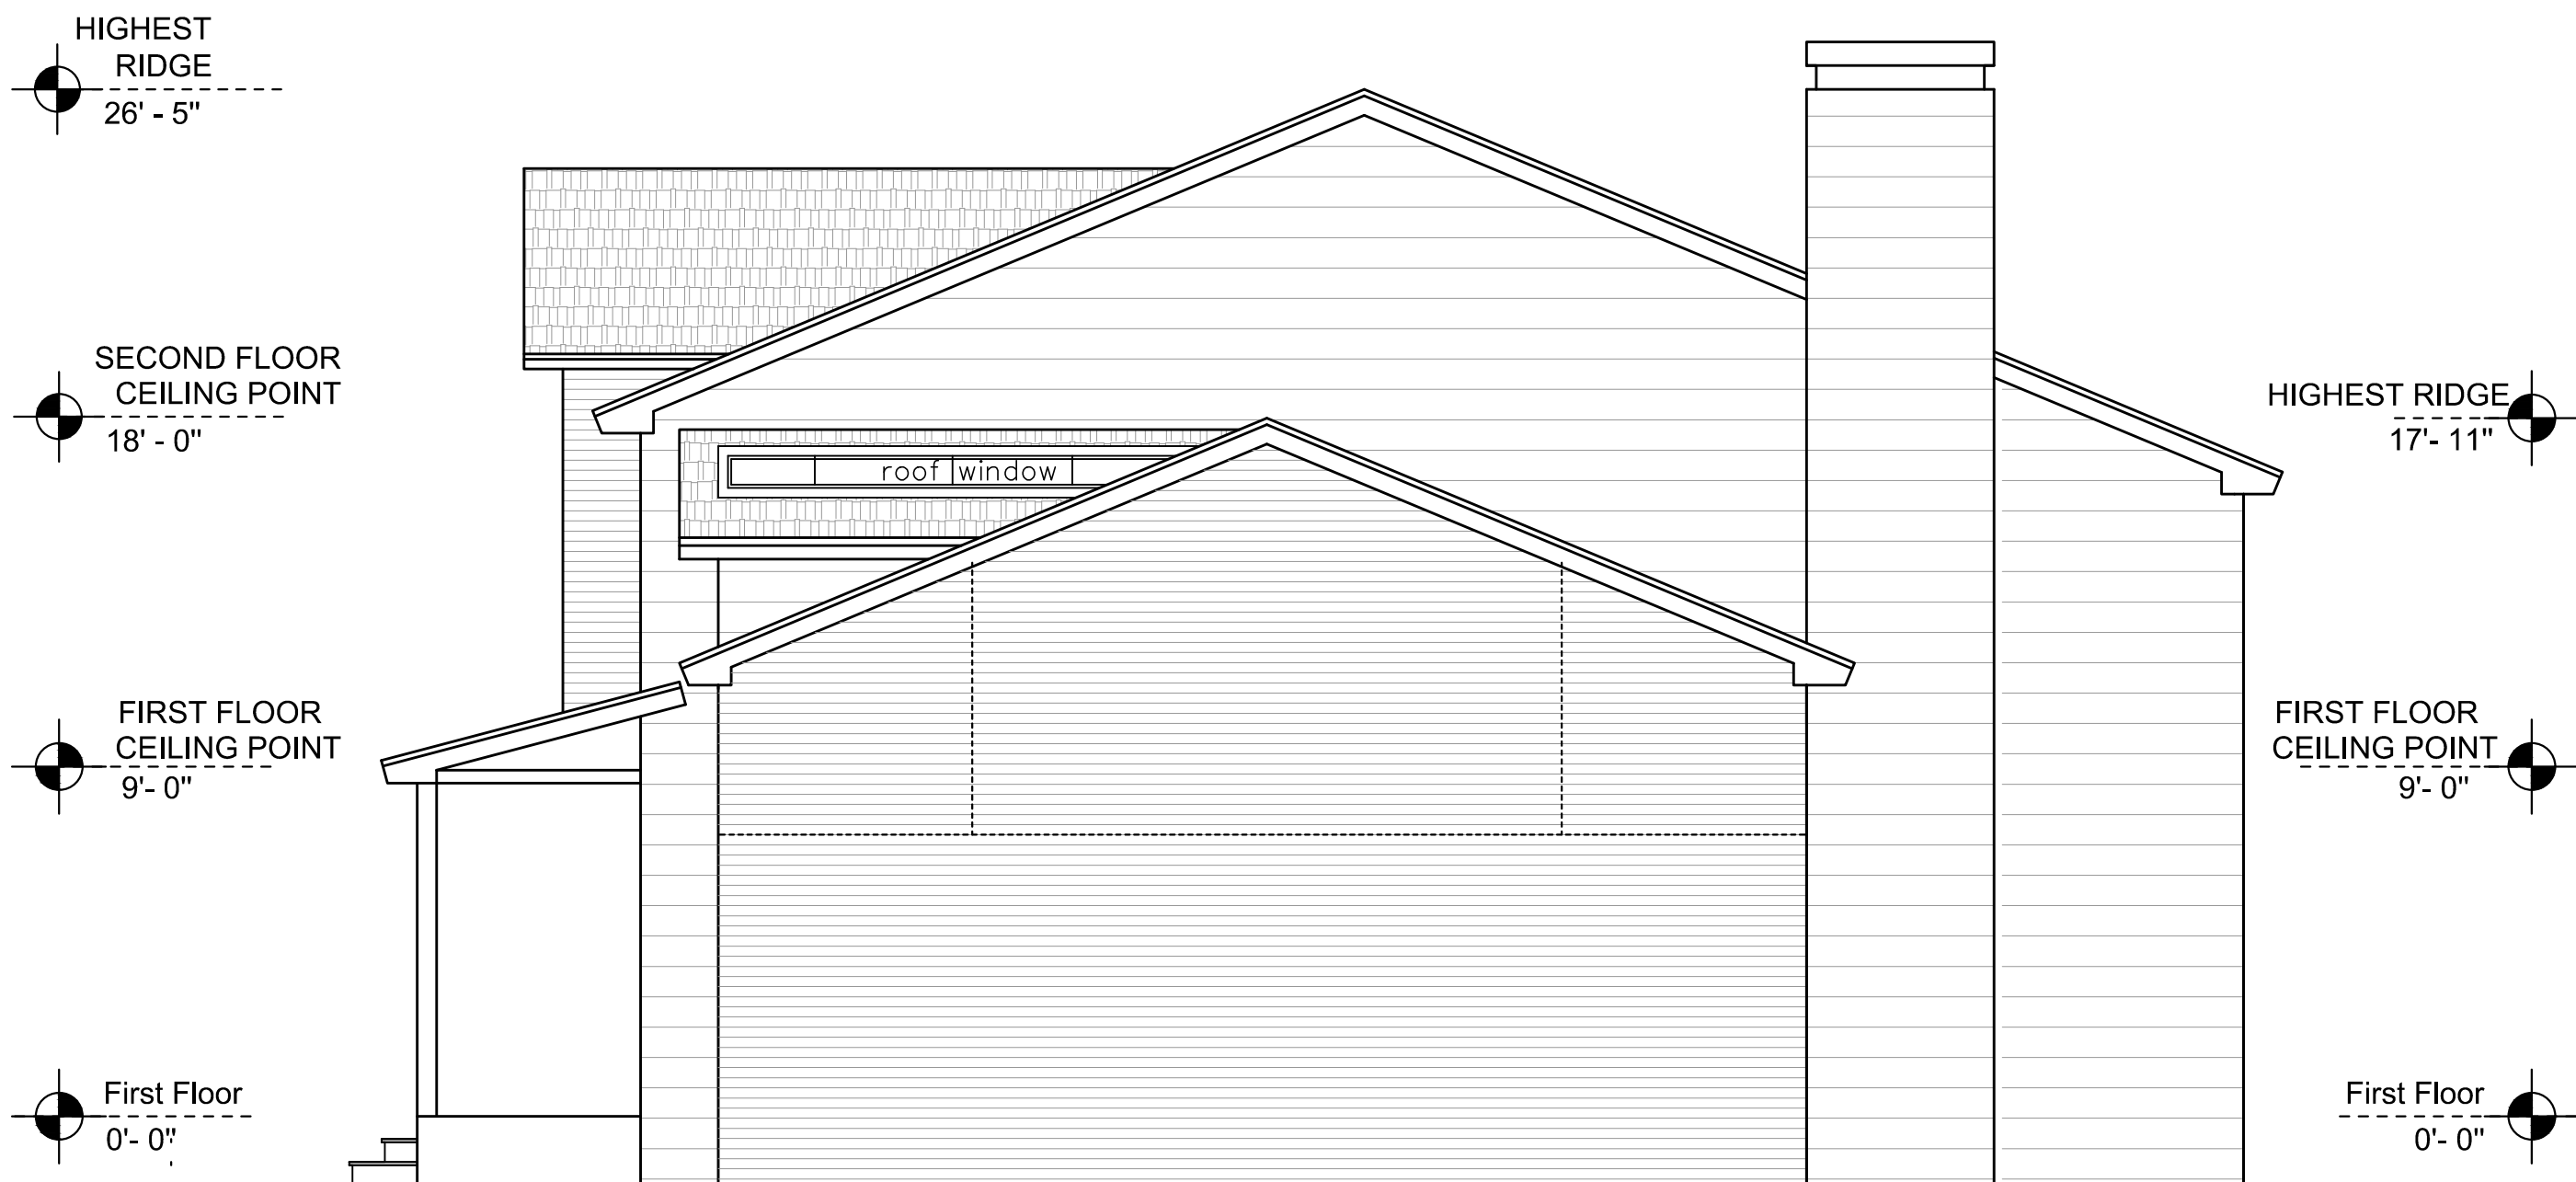 HIGHEST
RIDGE
26' - 5"
SECOND FLOOR
CEILING POINT
18' - 0"
FIRST FLOOR
CEILING POINT
9'- 0"
First Floor
0'- 0"
roof window
HIGHEST RIDGE
17'- 11"
FIRST FLOOR
CEILING POINT
9'- 0"
First Floor
0'- 0"